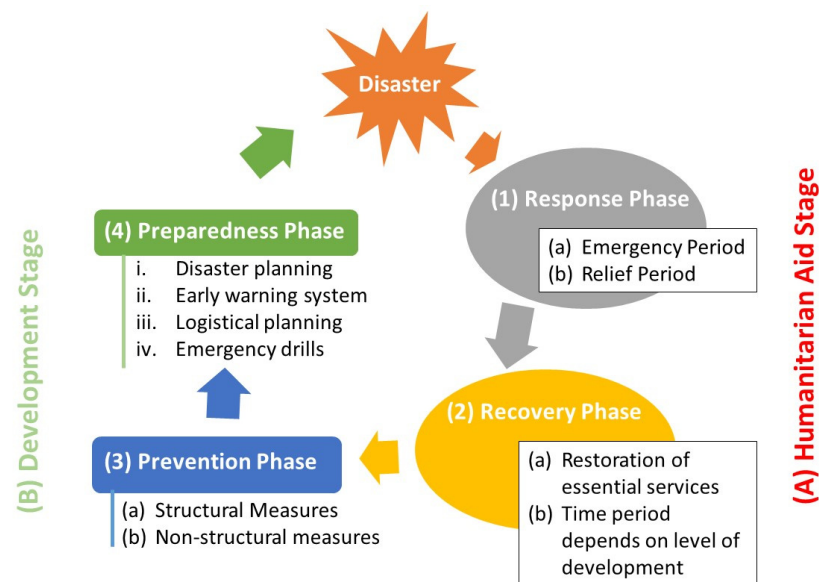 Disaster
(1) Response Phase
(a) Emergency Period
(b) Relief Period
(A) Humanitarian Aid Stage
(2) Recovery Phase
(a) Restoration of
essential services
(b) Time period
depends on level of
development
(3) Prevention Phase
(a) Structural Measures
(b) Non-structural measures
(4) Preparedness Phase
i. Disaster planning
ii. Early warning system
iii. Logistical planning
iv. Emergency drills
(B) Development Stage